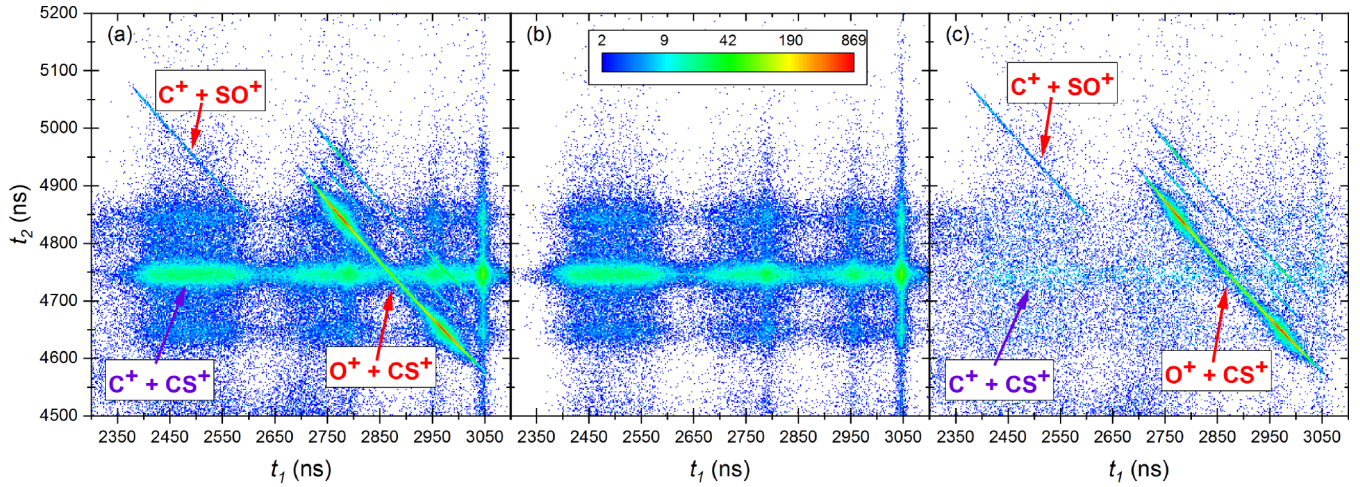 (a)
(b)
(c)
2 9 42 190 869
5200
5100
5000
4900
4800
4700
4600
4500
t₂ (ns)
C⁺ + SO⁺
C⁺ + CS⁺
O⁺ + CS⁺
C⁺ + SO⁺
C⁺ + CS⁺
O⁺ + CS⁺
2350 2450 2550 2650 2750 2850 2950 3050
2350 2450 2550 2650 2750 2850 2950 3050
2350 2450 2550 2650 2750 2850 2950 3050
t₁ (ns)
t₁ (ns)
t₁ (ns)